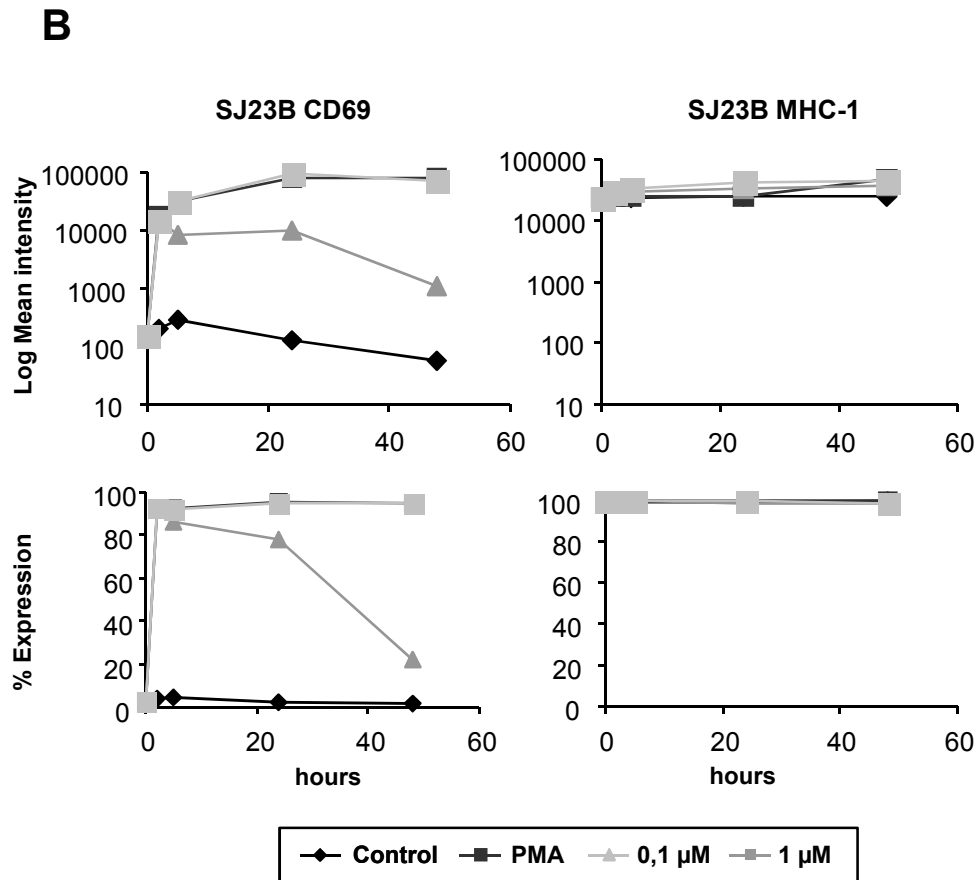 B
SJ23B CD69
SJ23B MHC-1
Log Mean intensity
100000
10000
1000
100
10
0 20 40 60
100000
10000
1000
100
10
0 20 40 60
% Expression
100
80
60
40
20
0
0 20 40 60
hours
100
80
60
40
20
0
0 20 40 60
hours
Control PMA 0,1 µM 1 µM